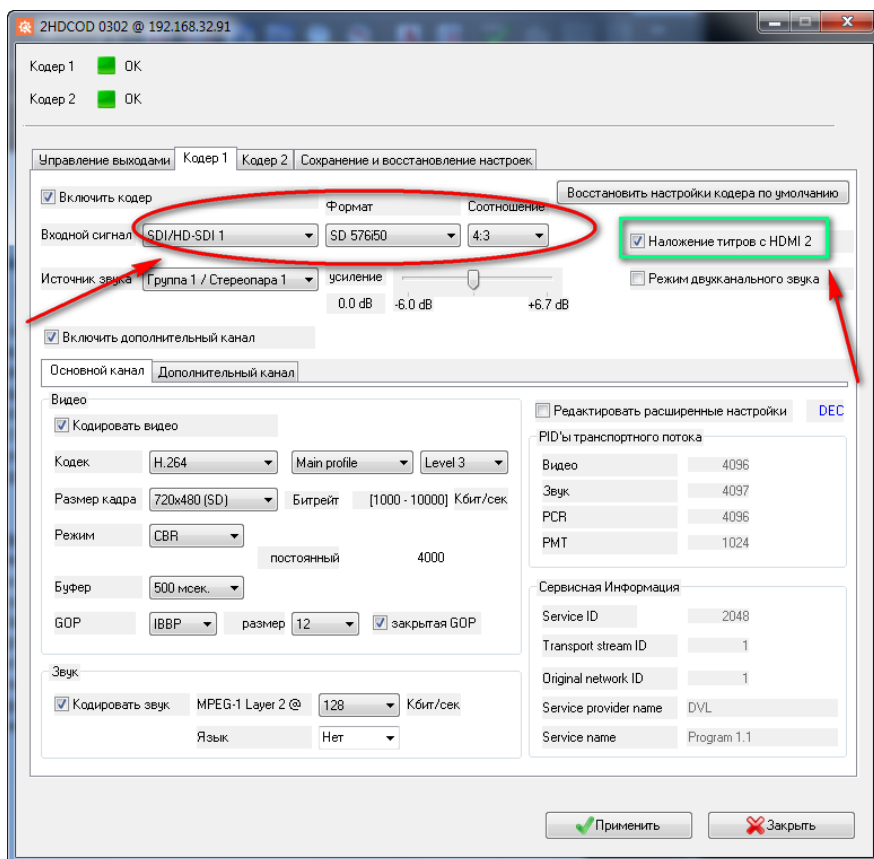 2HDCOD 0302 @ 192.168.32.91
Кодер 1 OK
Кодер 2 OK
Управление выходами Кодер 1 Кодер 2 Сохранение и восстановление настроек
Включить кодер
Восстановить настройки кодера по умолчанию
Формат Соотношение
Входной сигнал SDI/HD-SDI 1 SD 576i50 4:3
Наложение титров с HDMI 2
Источник звука Группа 1 / Стереопара 1 усиление
Режим двухканального звука
0.0 dB -6.0 dB +6.7 dB
Включить дополнительный канал
Основной канал Дополнительный канал
Видео
Кодировать видео
Кодек H.264 Main profile Level 3
Размер кадра 720x480 (SD) Битрейт [1000 - 10000] Кбит/сек
Режим CBR
постоянный 4000
Буфер 500 мсек.
GOP IBBP размер 12 закрытая GOP
Звук
Кодировать звук MPEG-1 Layer 2 @ 128 Кбит/сек
Язык Нет
Редактировать расширенные настройки DEC
PID'ы транспортного потока
Видео 4096
Звук 4097
PCR 4096
PMT 1024
Сервисная Информация
Service ID 2048
Transport stream ID 1
Original network ID 1
Service provider name DVL
Service name Program 1.1
Применить Закрыть